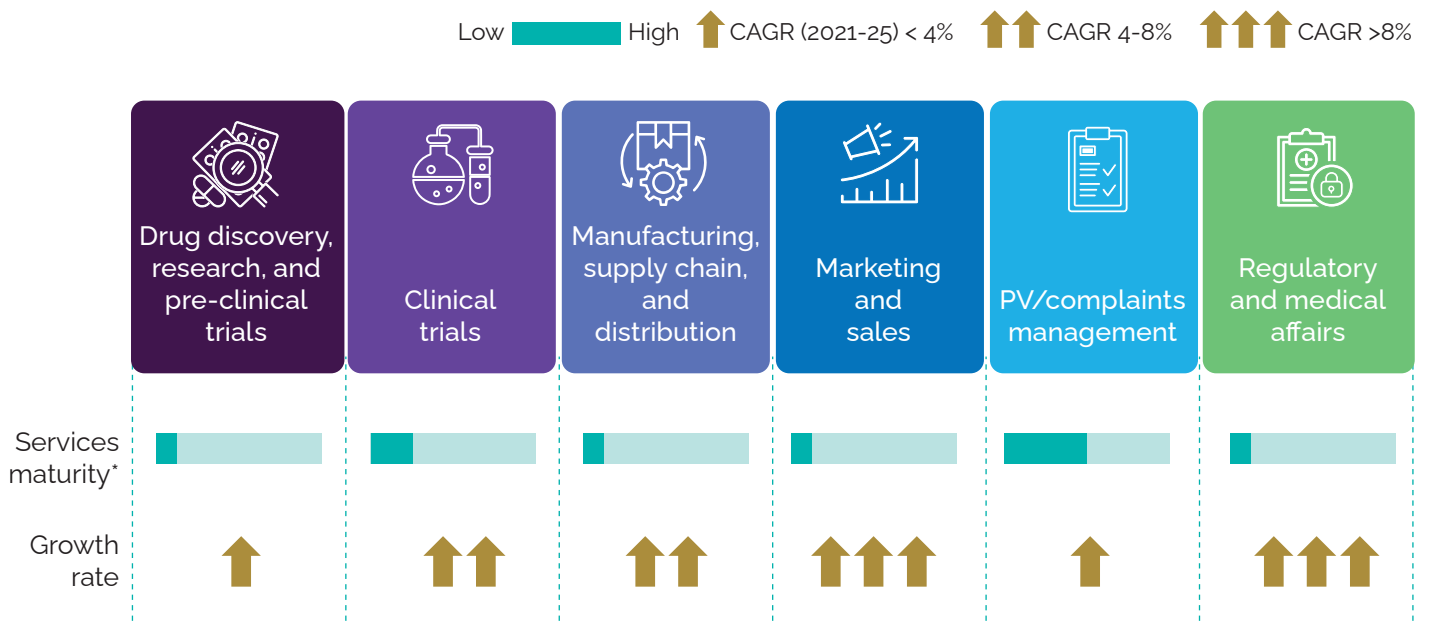 Low High CAGR (2021-25) < 4% CAGR 4-8% CAGR >8%
Drug discovery,
research, and
pre-clinical
trials
Clinical
trials
Manufacturing,
supply chain,
and
distribution
Marketing
and
sales
PV/complaints
management
Regulatory
and medical
affairs
Services
maturity*
Growth
rate